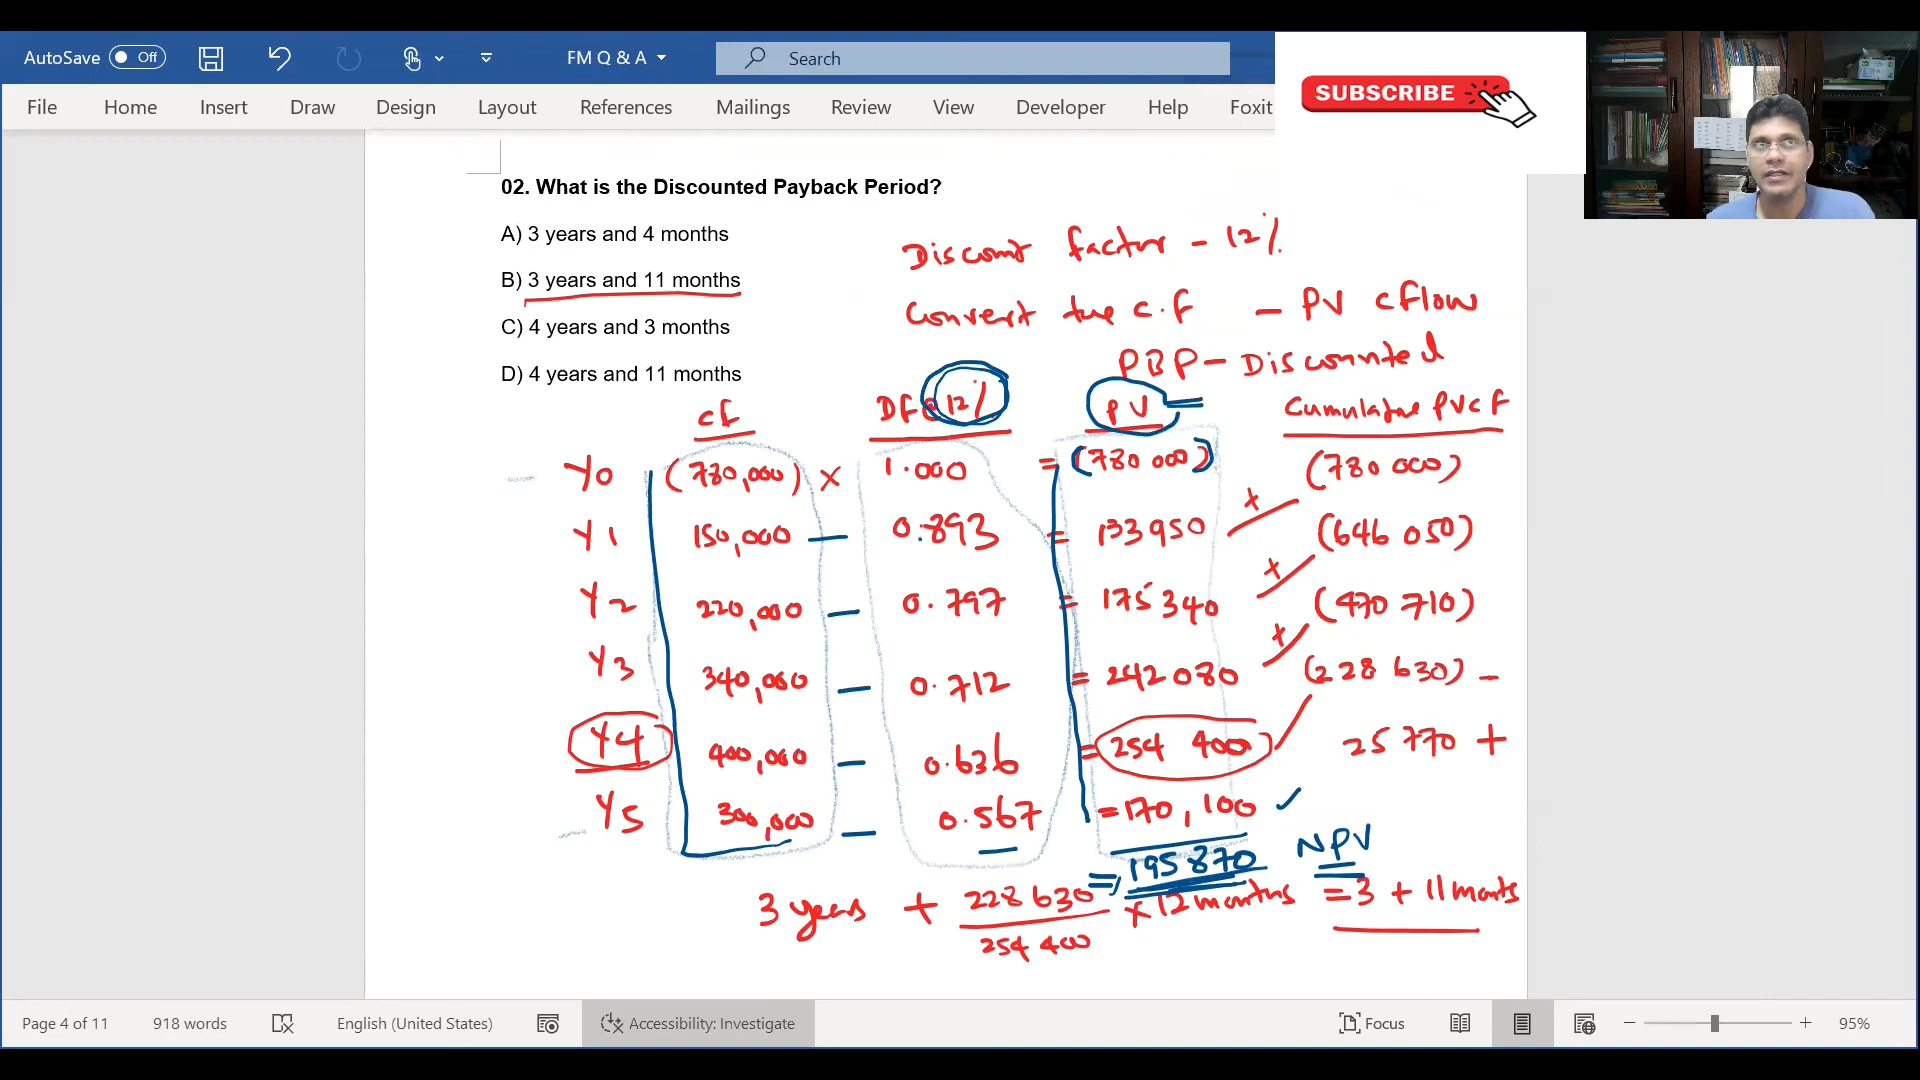 AutoSave Off FM Q & A Search
SUBSCRIBE
File Home Insert Draw Design Layout References Mailings Review View Developer Help Foxit
02. What is the Discounted Payback Period?
A) 3 years and 4 months
B) 3 years and 11 months
C) 4 years and 3 months
D) 4 years and 11 months
Discount factor - 12%
Convert the C.F - PV cFlow
PBP - Discounted
CF DF@12% PV Cumulative PVCF
Y0 (780,000) x 1.000 = (780 000) (780 000)
Y1 150,000 - 0.893 = 133950 + (646 050)
Y2 220,000 - 0.797 = 175 340 + (470 710)
Y3 340,000 - 0.712 = 242 080 + (228 630) -
Y4 400,000 - 0.636 = 254 400 25 770 +
Y5 300,000 - 0.567 = 170,100 ✓
= 195 870 NPV
3 years + 228 630 / 254 400 x 12 months = 3 + 11 months
Page 4 of 11 918 words English (United States) Accessibility: Investigate Focus 95%